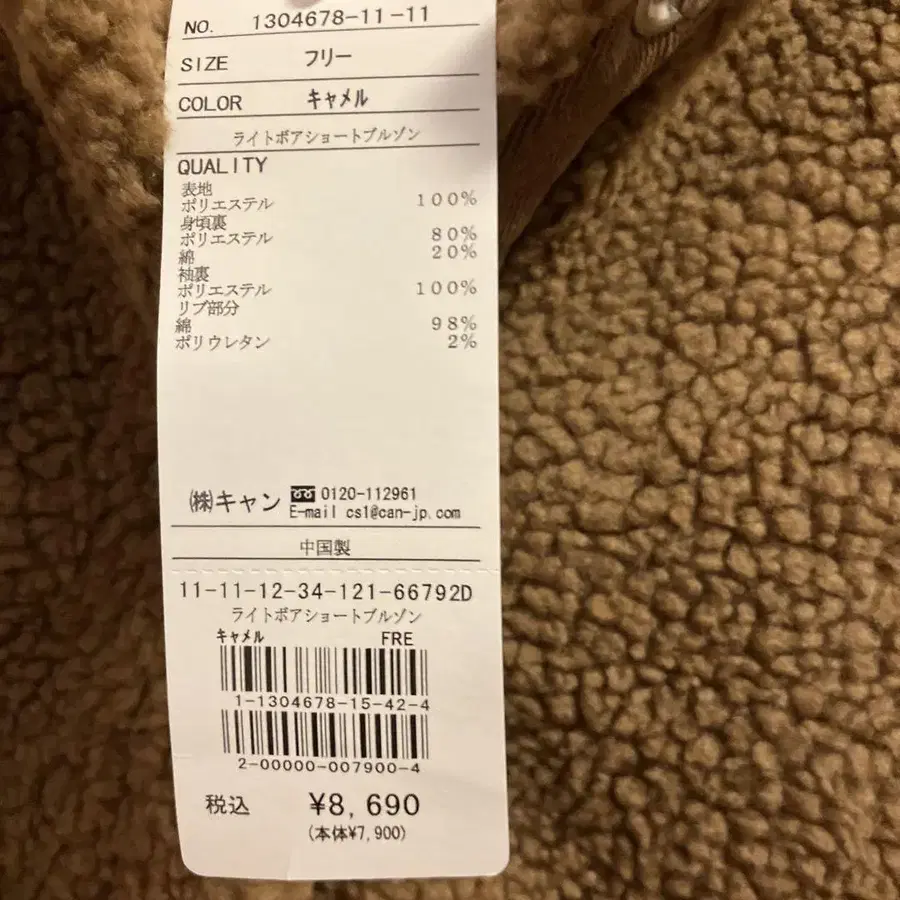 NO. 1304678-11-11
SIZE フリー
COLOR キャメル
ライトボアショートブルゾン
QUALITY
表地
ポリエステル 100%
身頃裏
ポリエステル 80%
綿 20%
袖裏
ポリエステル 100%
リブ部分
綿 98%
ポリウレタン 2%
㈱キャン 0120-112961
E-mail cs1@can-jp.com
中国製
11-11-12-34-121-66792D
ライトボアショートブルゾン
キャメル FRE
1-1304678-15-42-4
2-00000-007900-4
税込 ¥8,690
(本体¥7,900)